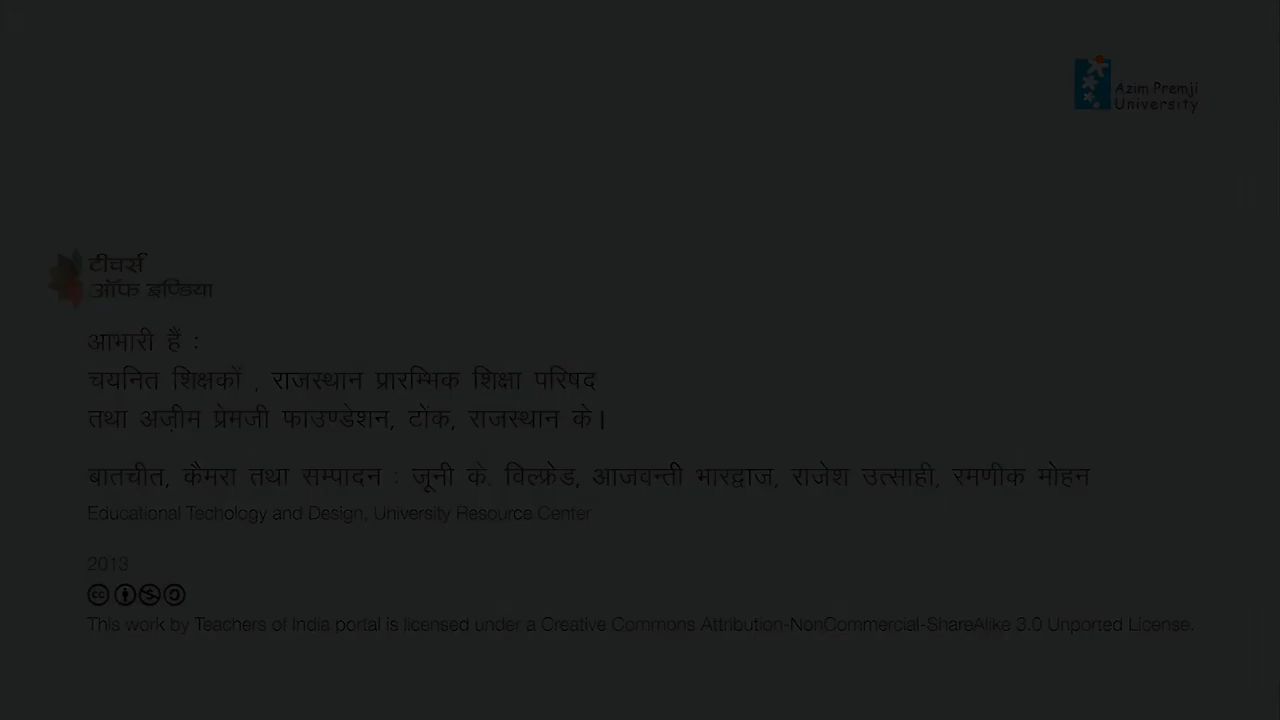 Azim Premji
University
टीचर्स
ऑफ इण्डिया
आभारी हैं :
चयनित शिक्षकों , राजस्थान प्रारम्भिक शिक्षा परिषद
तथा अज़ीम प्रेमजी फाउण्डेशन, टोंक, राजस्थान के।
बातचीत, कैमरा तथा सम्पादन : जूनी के. विल्फ्रेड, आजवन्ती भारद्वाज, राजेश उत्साही, रमणीक मोहन
Educational Techology and Design, University Resource Center
2013
This work by Teachers of India portal is licensed under a Creative Commons Attribution-NonCommercial-ShareAlike 3.0 Unported License.